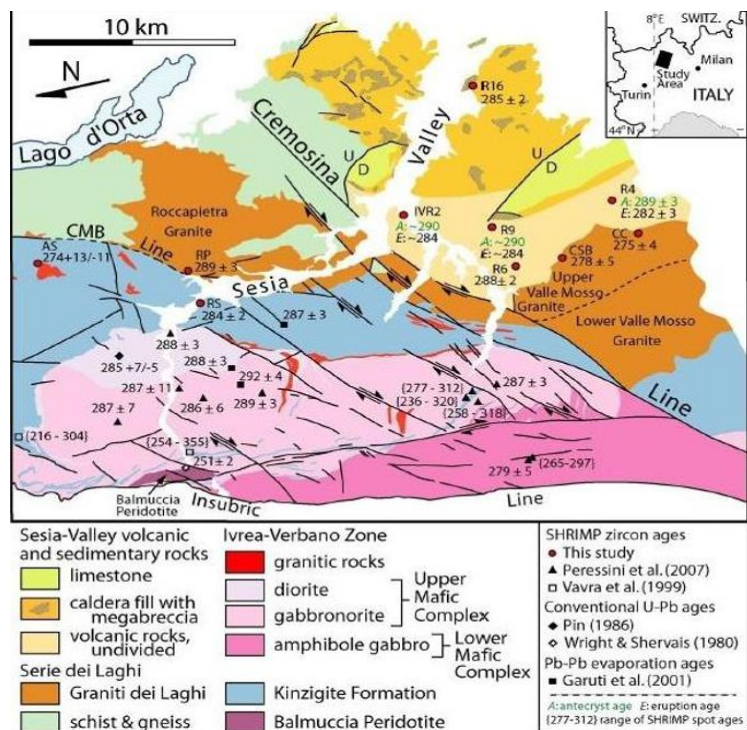 10 km
N
8°E
SWITZ.
Milan
Study
Area
Turin
ITALY
44°N
Lago d'Orta
Cremosina
Valley
U
D
U
D
R16
285 ± 2
R4
A: 289 ± 3
E: 282 ± 3
IVR2
A: ~290
E: ~284
R9
A: ~290
E: ~284
CC
275 ± 4
CSB
278 ± 5
R6
288 ± 2
Roccapietra
Granite
AS
274+13/-11
CMB
Line
RP
289 ± 3
Sesia
Upper
Valle Mosso
Granite
Lower Valle Mosso
Granite
RS
284 ± 2
287 ± 3
288 ± 3
285 +7/-5
288 ± 3
292 ± 4
287 ± 11
289 ± 3
286 ± 6
287 ± 7
{277 - 312}
{236 - 320}
{258 - 318}
287 ± 3
Line
{216 - 304}
{254 - 355}
251 ± 2
279 ± 5
{265-297}
Balmuccia
Peridotite
Insubric
Line
Sesia-Valley volcanic
and sedimentary rocks
limestone
caldera fill with
megabreccia
volcanic rocks,
undivided
Serie dei Laghi
Graniti dei Laghi
schist & gneiss
Ivrea-Verbano Zone
granitic rocks
diorite
gabbronorite
Upper
Mafic
Complex
amphibole gabbro
Lower
Mafic
Complex
Kinzigite Formation
Balmuccia Peridotite
SHRIMP zircon ages
This study
Peressini et al. (2007)
Vavra et al. (1999)
Conventional U-Pb ages
Pin (1986)
Wright & Shervais (1980)
Pb-Pb evaporation ages
Garuti et al. (2001)
A: antecryst age E: eruption age
{277-312} range of SHRIMP spot ages